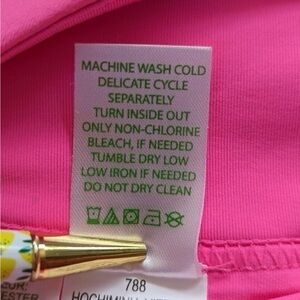 MACHINE WASH COLD
DELICATE CYCLE
SEPARATELY
TURN INSIDE OUT
ONLY NON-CHLORINE
BLEACH, IF NEEDED
TUMBLE DRY LOW
LOW IRON IF NEEDED
DO NOT DRY CLEAN
788